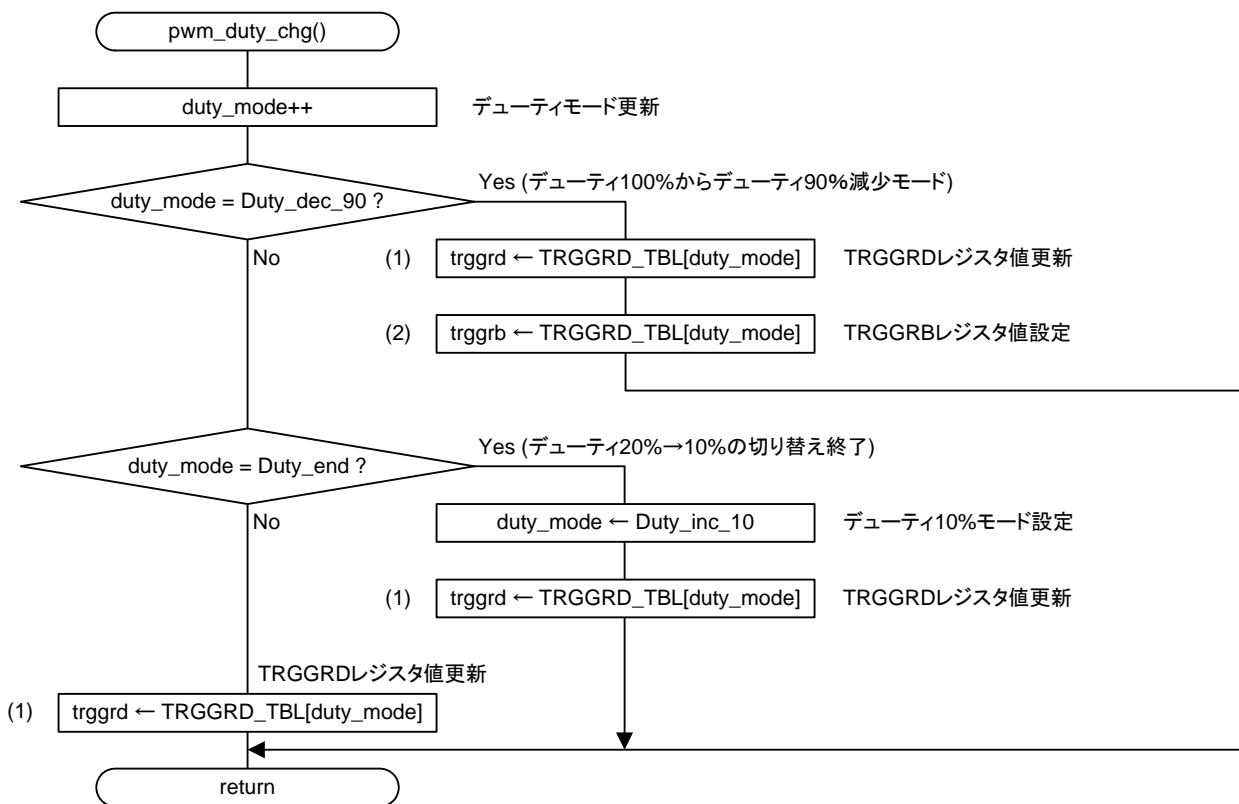 pwm_duty_chg()
duty_mode++
デューティモード更新
duty_mode = Duty_dec_90 ?
Yes (デューティ100%からデューティ90%減少モード)
No
(1)
trggrd ← TRGGRD_TBL[duty_mode]
TRGGRDレジスタ値更新
(2)
trggrb ← TRGGRD_TBL[duty_mode]
TRGGRBレジスタ値設定
duty_mode = Duty_end ?
Yes (デューティ20%→10%の切り替え終了)
No
duty_mode ← Duty_inc_10
デューティ10%モード設定
(1)
trggrd ← TRGGRD_TBL[duty_mode]
TRGGRDレジスタ値更新
TRGGRDレジスタ値更新
(1)
trggrd ← TRGGRD_TBL[duty_mode]
return